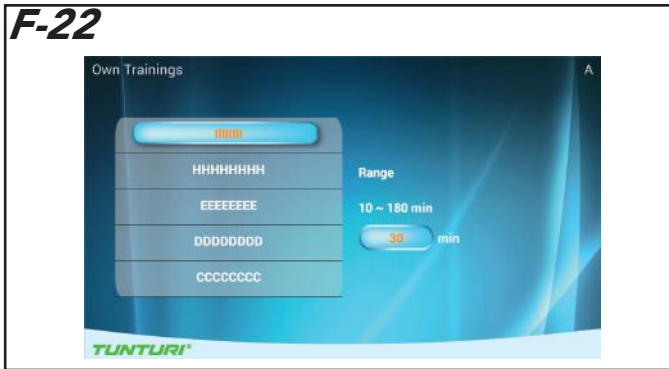 F-22
Own Trainings
A
IIIIIIII
HHHHHHHH
EEEEEEEE
DDDDDDDD
CCCCCCCC
Range
10 ~ 180 min
30 min
TUNTURI®